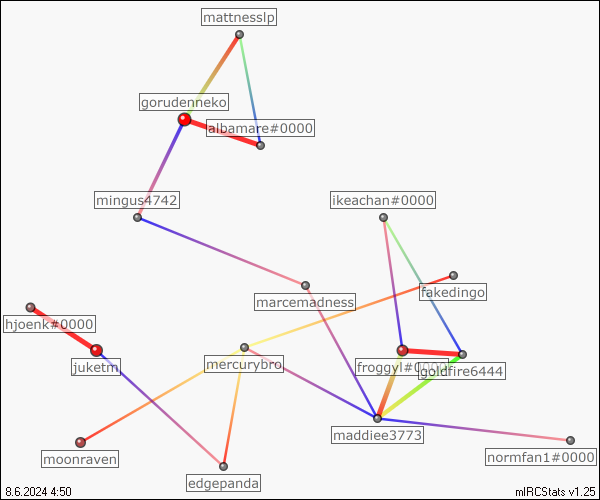 mattnesslp
gorudenneko
albamare#0000
mingus4742
ikeachan#0000
fakedingo
marcemadness
hjoenk#0000
juketm
mercurybro
froggyl#0000
goldfire6444
maddiee3773
moonraven
edgepanda
normfan1#0000
8.6.2024 4:50
mIRCStats v1.25